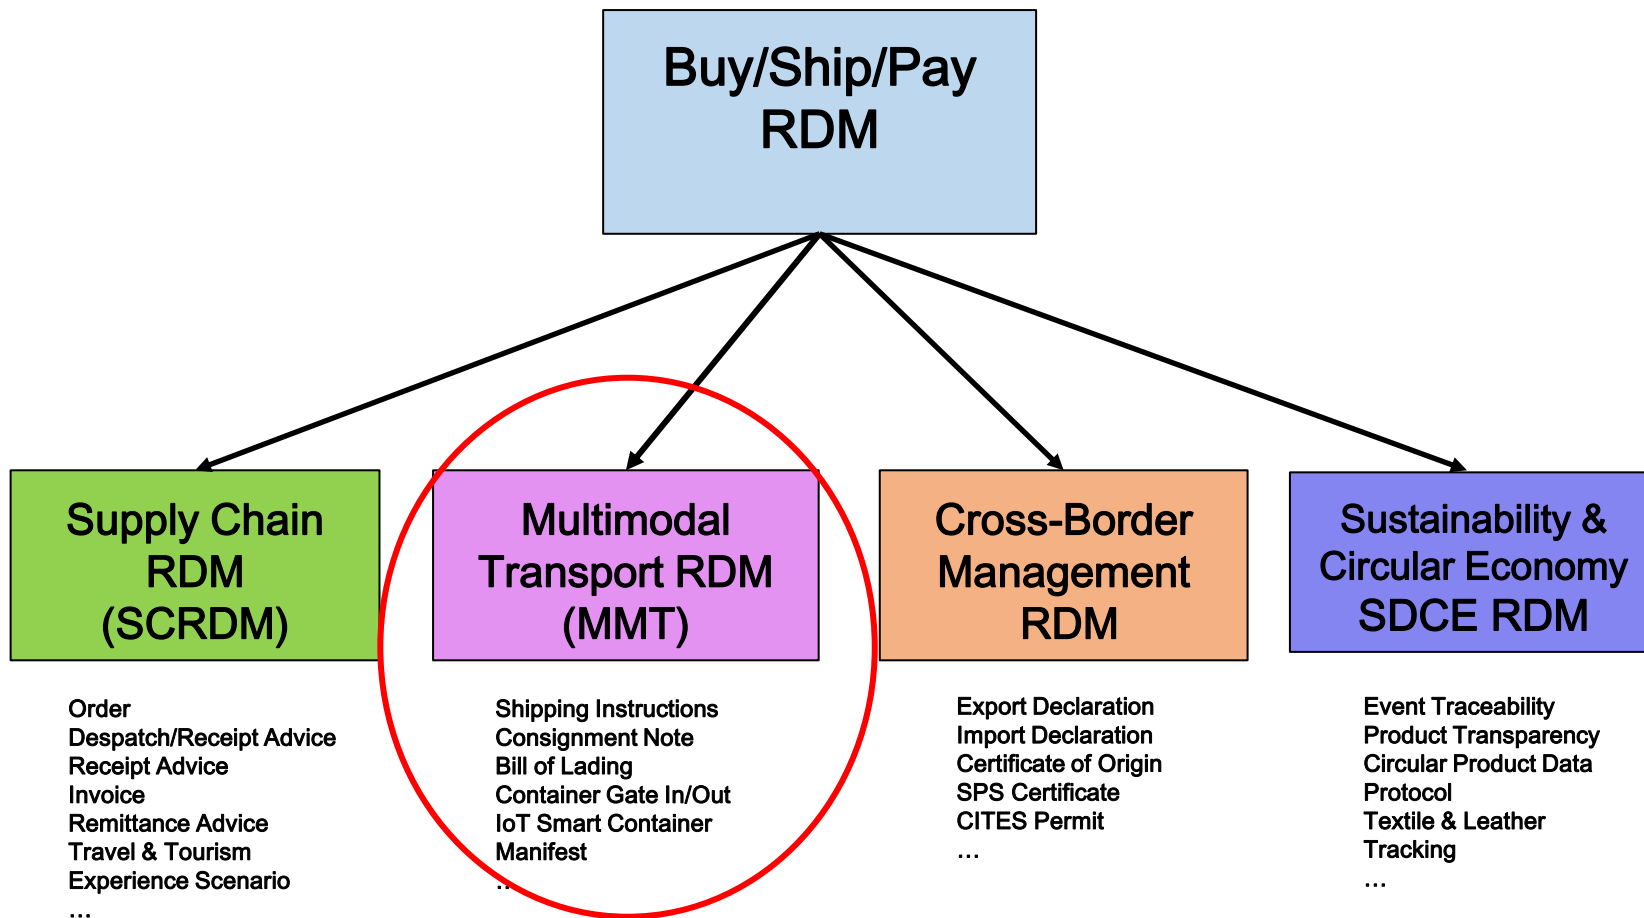 Buy/Ship/Pay
RDM
Supply Chain
RDM
(SCRDM)
Order
Despatch/Receipt Advice
Receipt Advice
Invoice
Remittance Advice
Travel & Tourism
Experience Scenario
…
Multimodal
Transport RDM
(MMT)
Shipping Instructions
Consignment Note
Bill of Lading
Container Gate In/Out
IoT Smart Container
Manifest
…
Cross-Border
Management
RDM
Export Declaration
Import Declaration
Certificate of Origin
SPS Certificate
CITES Permit
…
Sustainability &
Circular Economy
SDCE RDM
Event Traceability
Product Transparency
Circular Product Data
Protocol
Textile & Leather
Tracking
…